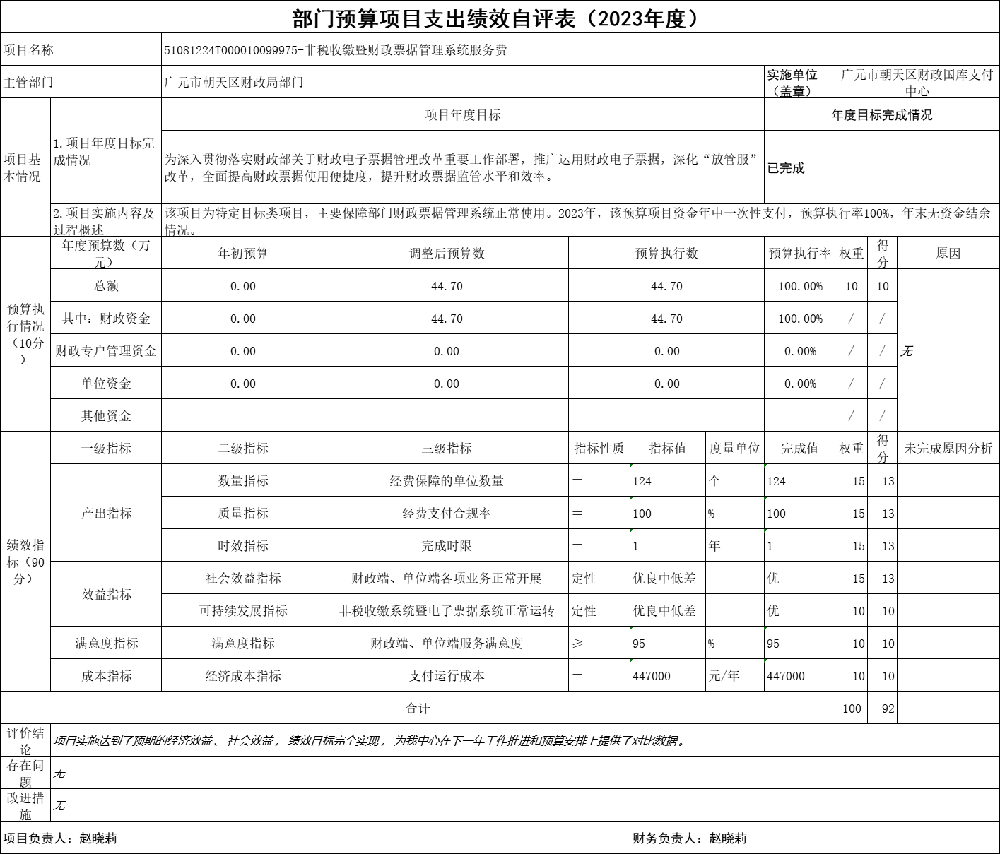 部门预算项目支出绩效自评表（2023年度）
项目名称 51081224T000010099975-非税收缴暨财政票据管理系统服务费
主管部门 广元市朝天区财政局部门 实施单位（盖章） 广元市朝天区财政国库支付中心
项目基本情况 1.项目年度目标完成情况 项目年度目标 年度目标完成情况
为深入贯彻落实财政部关于财政电子票据管理改革重要工作部署，推广运用财政电子票据，深化“放管服”
改革，全面提高财政票据使用便捷度，提升财政票据监管水平和效率。
已完成
2.项目实施内容及过程概述
该项目为特定目标类项目，主要保障部门财政票据管理系统正常使用。2023年，该预算项目资金年中一次性支付，预算执行率100%，年末无资金结余
情况。
预算执行情况（10分） 年度预算数（万元） 年初预算 调整后预算数 预算执行数 预算执行率 权重 得分 原因
总额 0.00 44.70 44.70 100.00% 10 10 无
其中：财政资金 0.00 44.70 44.70 100.00% / /
财政专户管理资金 0.00 0.00 0.00 0.00% / /
单位资金 0.00 0.00 0.00 0.00% / /
其他资金 / /
绩效指标（90分） 一级指标 二级指标 三级指标 指标性质 指标值 度量单位 完成值 权重 得分 未完成原因分析
产出指标 数量指标 经费保障的单位数量 ＝ 124 个 124 15 13
质量指标 经费支付合规率 ＝ 100 % 100 15 13
时效指标 完成时限 ＝ 1 年 1 15 13
效益指标 社会效益指标 财政端、单位端各项业务正常开展 定性 优良中低差 优 15 13
可持续发展指标 非税收缴系统暨电子票据系统正常运转 定性 优良中低差 优 10 10
满意度指标 满意度指标 财政端、单位端服务满意度 ≥ 95 % 95 10 10
成本指标 经济成本指标 支付运行成本 ＝ 447000 元/年 447000 10 10
合计 100 92
评价结论 项目实施达到了预期的经济效益、社会效益，绩效目标完全实现，为我中心在下一年工作推进和预算安排上提供了对比数据。
存在问题 无
改进措施 无
项目负责人：赵晓莉 财务负责人：赵晓莉